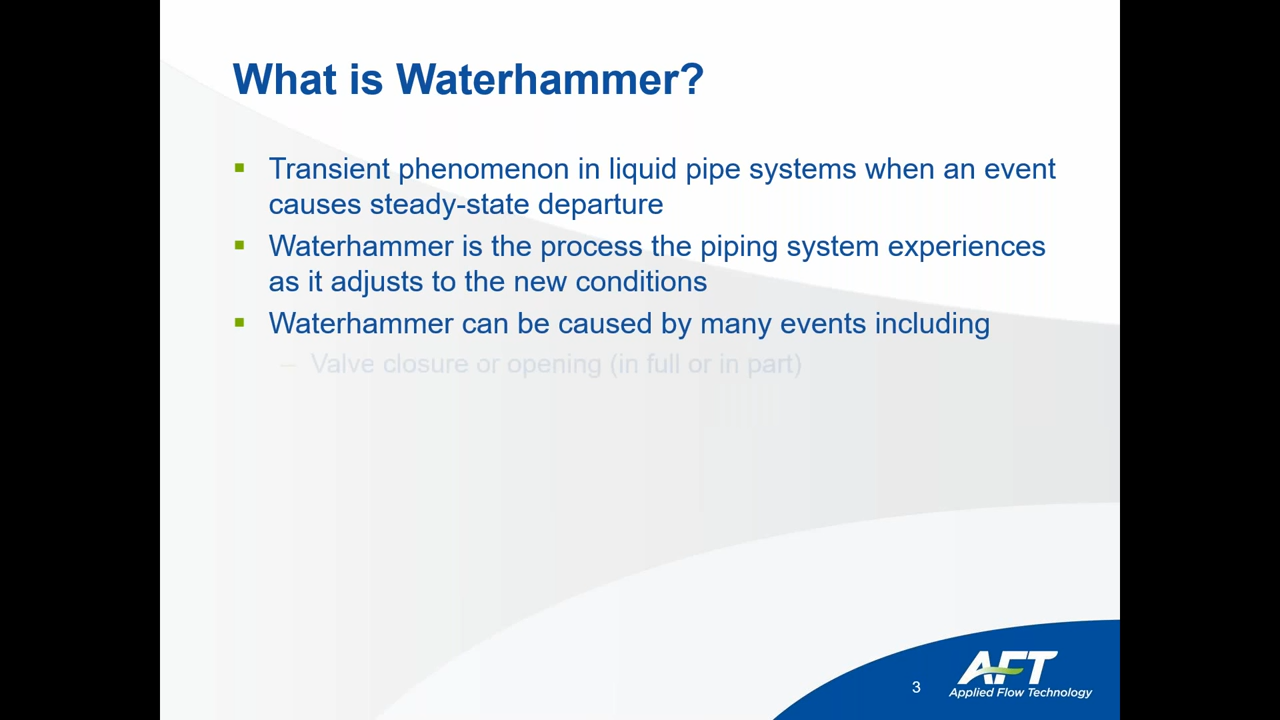 What is Waterhammer?
▪ Transient phenomenon in liquid pipe systems when an event
causes steady-state departure
▪ Waterhammer is the process the piping system experiences
as it adjusts to the new conditions
▪ Waterhammer can be caused by many events including
– Valve closure or opening (in full or in part)
3
AFT
Applied Flow Technology